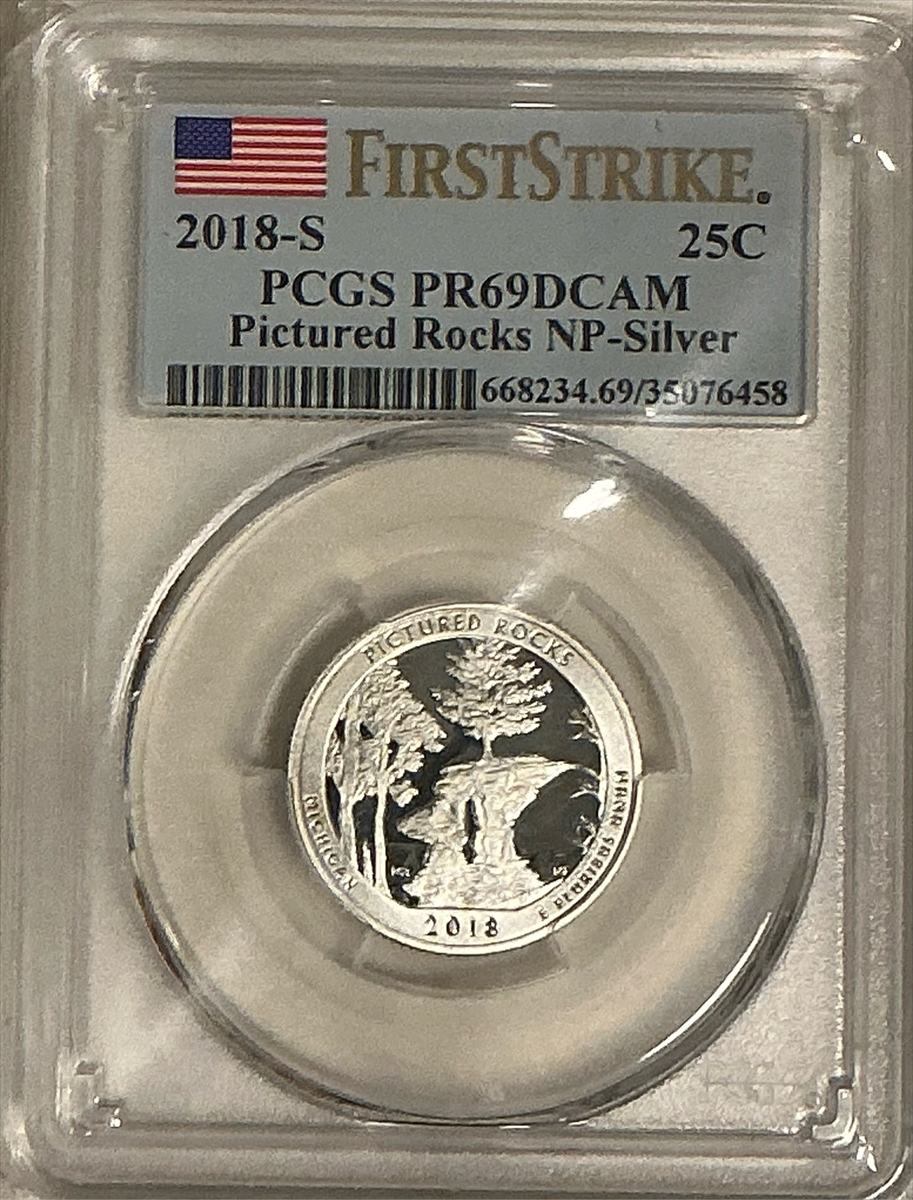 FIRSTSTRIKE.
2018-S 25C
PCGS PR69DCAM
Pictured Rocks NP-Silver
668234.69/35076458
PICTURED ROCKS
MICHIGAN
E PLURIBUS UNUM
2018